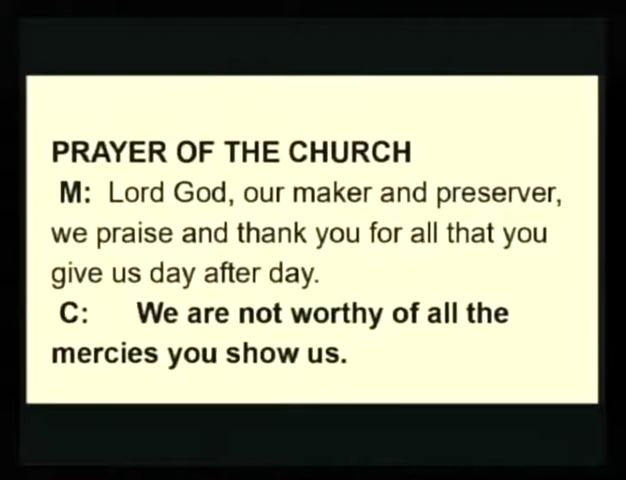 PRAYER OF THE CHURCH
M: Lord God, our maker and preserver,
we praise and thank you for all that you
give us day after day.
C: We are not worthy of all the
mercies you show us.